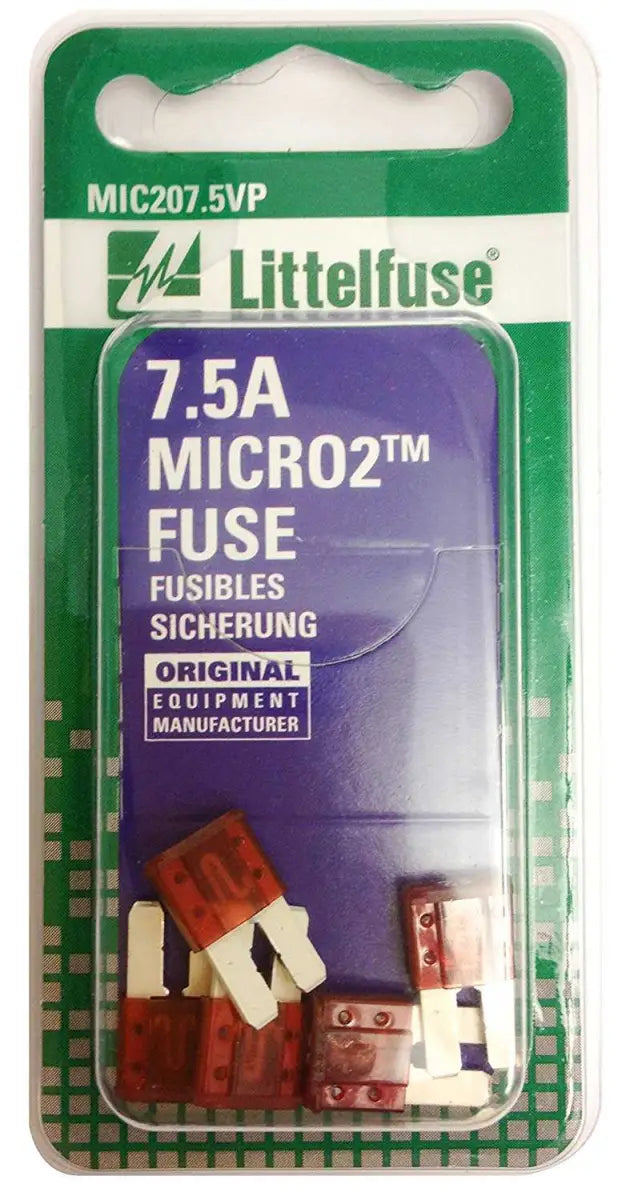 MIC207.5VP
Littelfuse®
7.5A
MICRO2™
FUSE
FUSIBLES
SICHERUNG
ORIGINAL
EQUIPMENT
MANUFACTURER